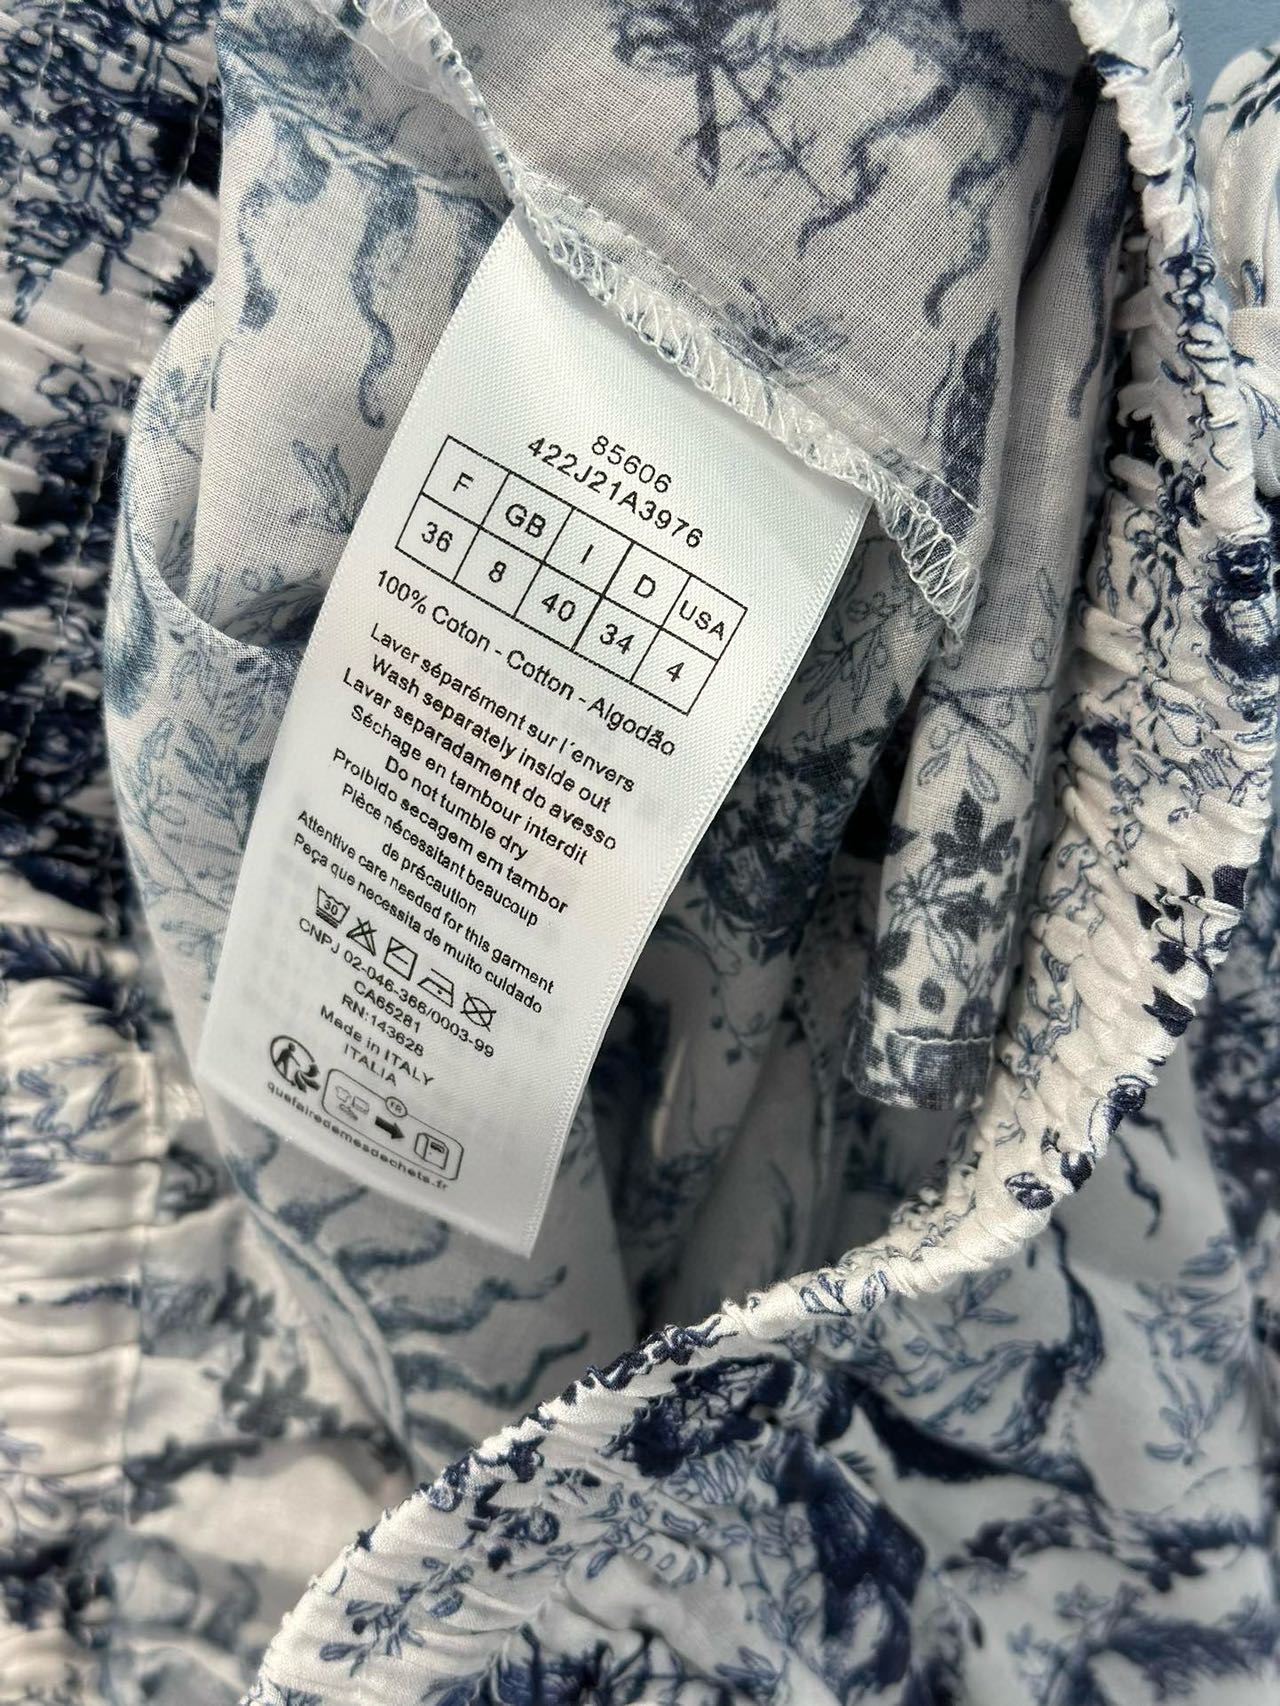 85606
422J21A3976
F GB I D USA
36 8 40 34 4
100% Coton - Cotton - Algodão
Laver séparément sur l´envers
Wash separately inside out
Lavar separadament do avesso
Séchage en tambour interdit
Do not tumble dry
Proibido secagem em tambor
Pièce nécessitant beaucoup
de précaution
Attentive care needed for this garment
Peça que necessita de muito cuidado
30
CNPJ 02-046-366/0003-99
CA65281
RN:143628
Made in ITALY
ITALIA
FR
quefairedemesdechets.fr